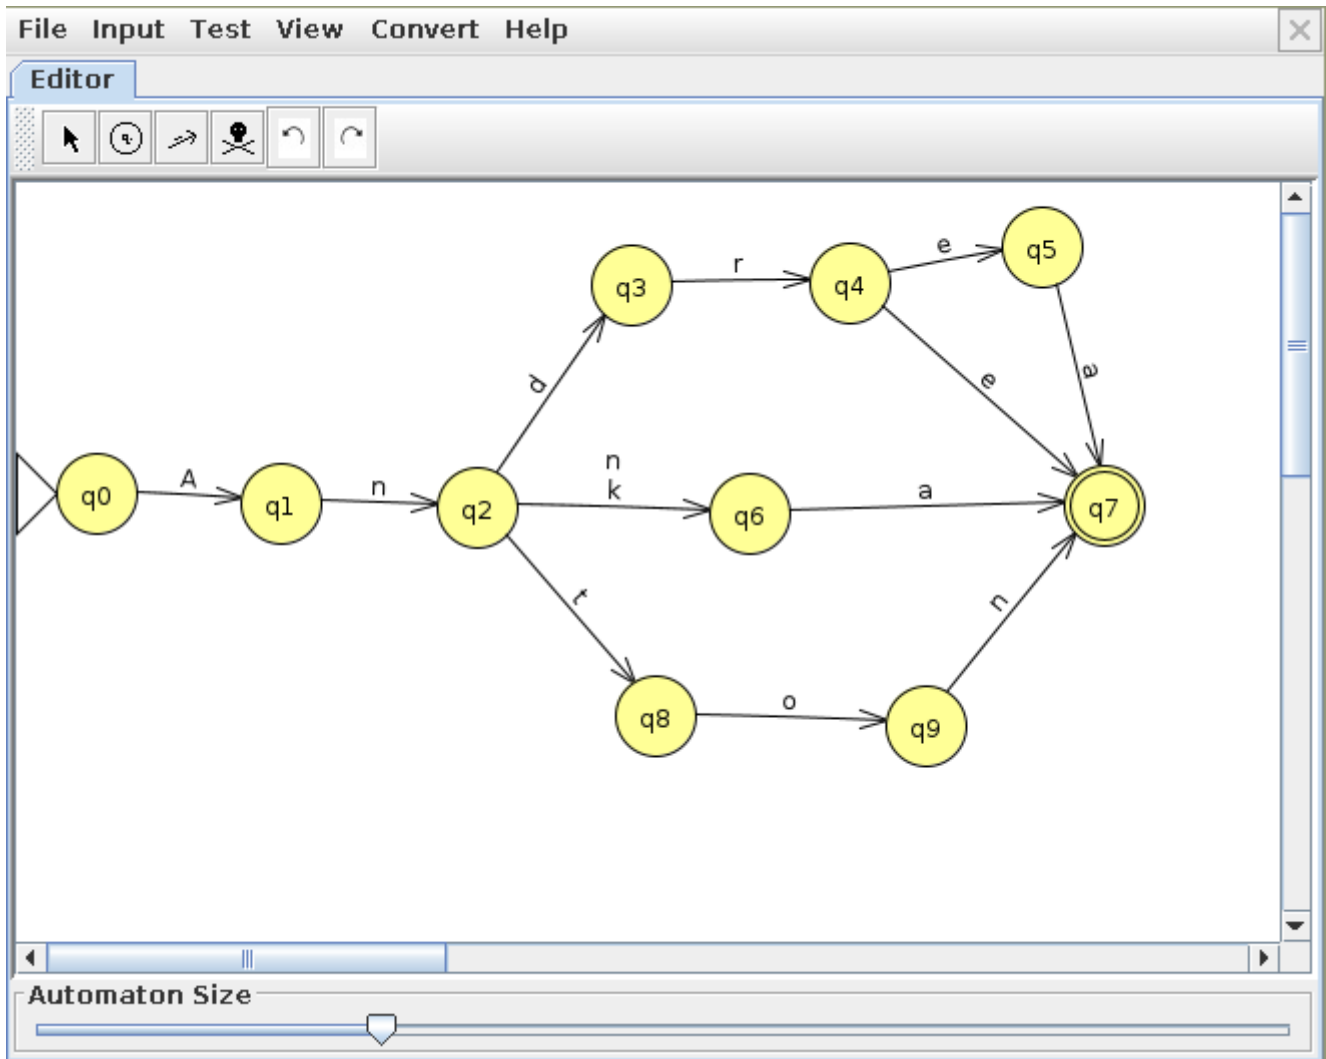 File Input Test View Convert Help
Editor
q
q5
e
r
q3
q4
d
e
a
n
k
A
n
a
q0
q1
q2
q6
q7
t
n
o
q8
q9
Automaton Size